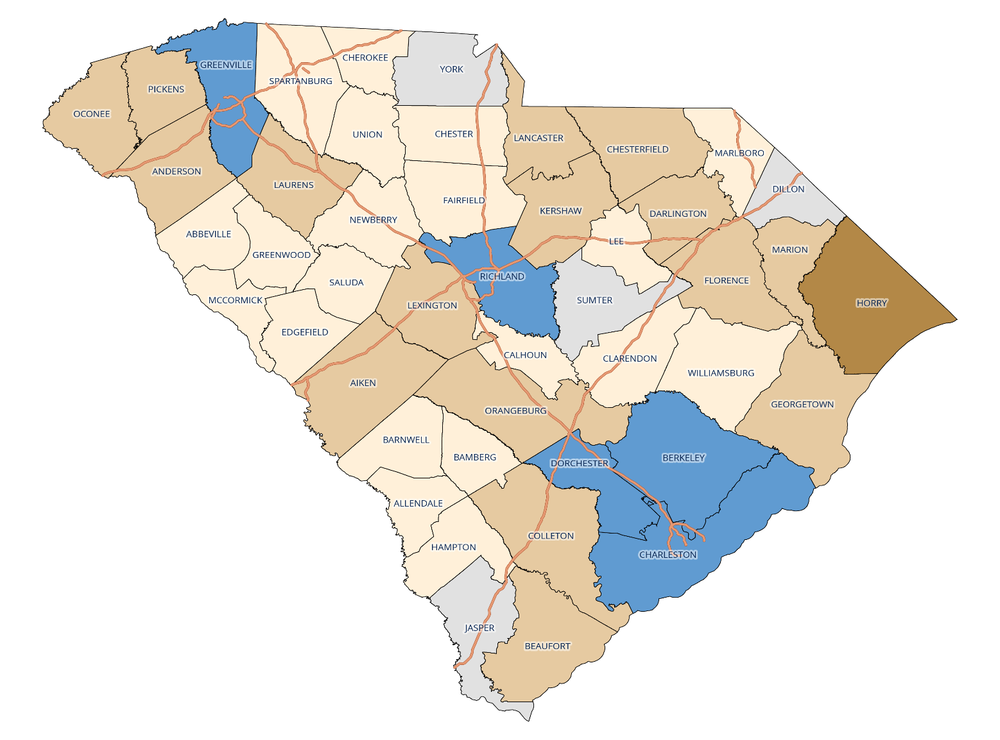 CHEROKEE
GREENVILLE
YORK
SPARTANBURG
PICKENS
OCONEE
UNION
CHESTER
LANCASTER
CHESTERFIELD
MARLBORO
ANDERSON
LAURENS
DILLON
FAIRFIELD
KERSHAW
DARLINGTON
NEWBERRY
ABBEVILLE
LEE
MARION
GREENWOOD
RICHLAND
FLORENCE
SALUDA
MCCORMICK
SUMTER
HORRY
LEXINGTON
EDGEFIELD
CALHOUN
CLARENDON
WILLIAMSBURG
AIKEN
GEORGETOWN
ORANGEBURG
BARNWELL
BAMBERG
BERKELEY
DORCHESTER
ALLENDALE
COLLETON
HAMPTON
CHARLESTON
JASPER
BEAUFORT